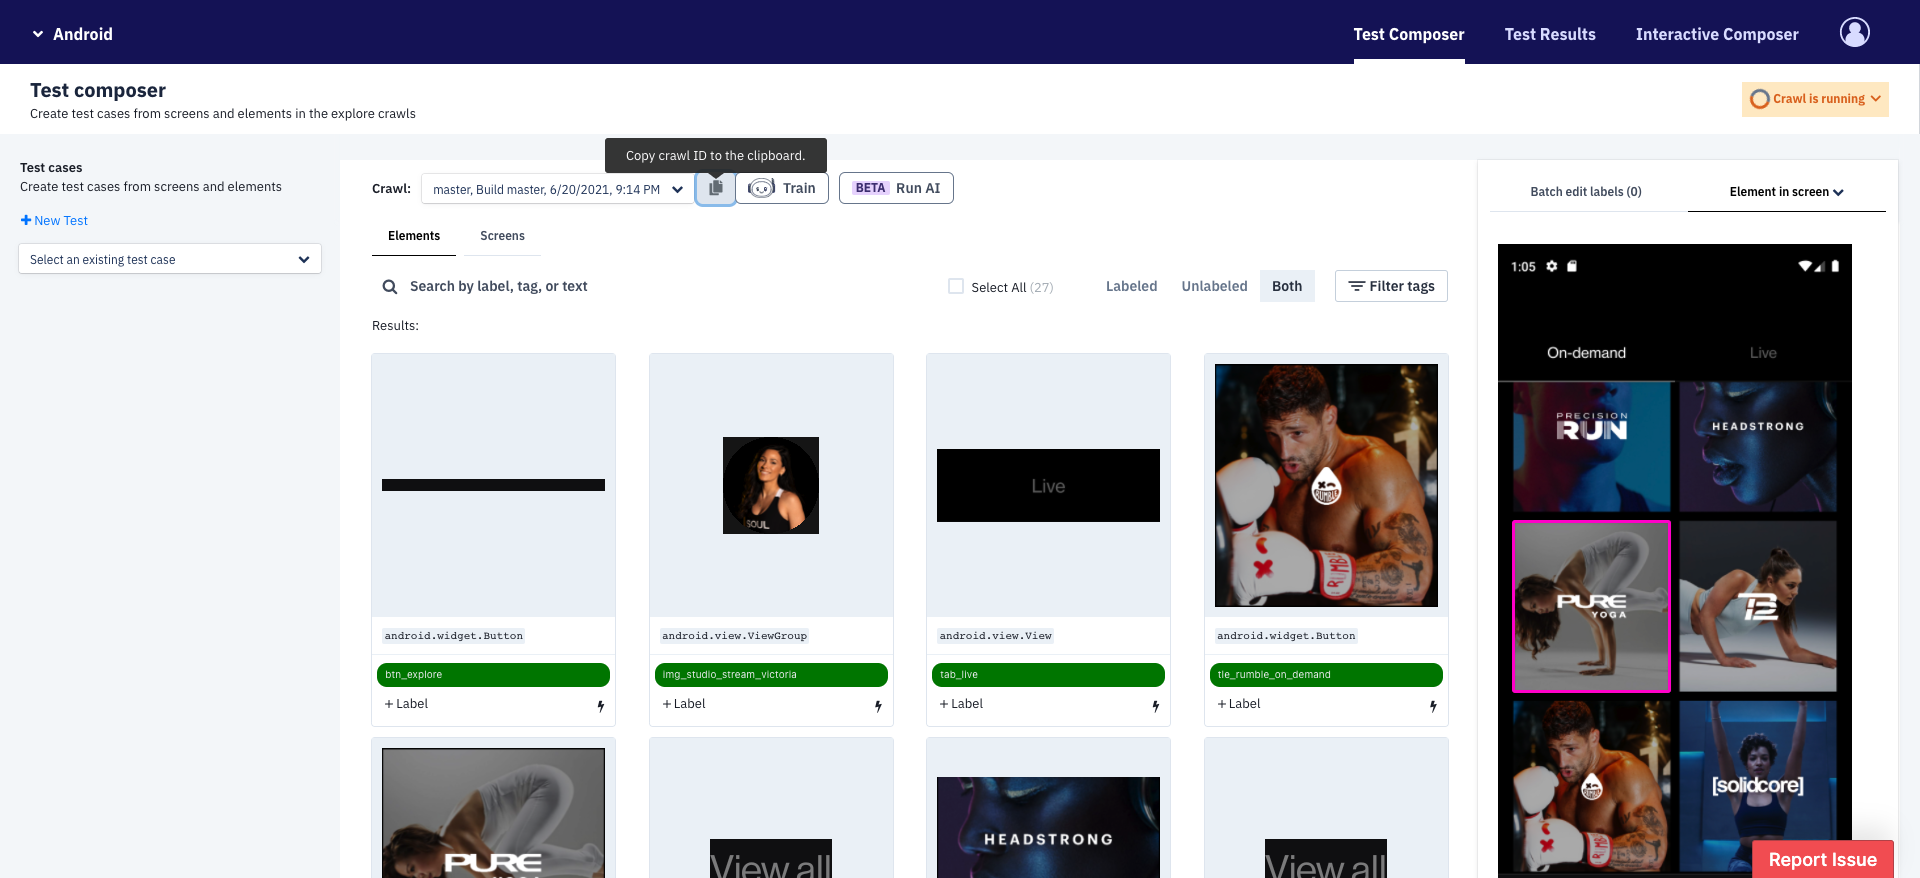 Android
Test Composer
Test Results
Interactive Composer
Test composer
Create test cases from screens and elements in the explore crawls
Crawl is running
Test cases
Create test cases from screens and elements
+ New Test
Select an existing test case
Copy crawl ID to the clipboard.
Crawl:
master, Build master, 6/20/2021, 9:14 PM
Train
BETA Run AI
Elements
Screens
Search by label, tag, or text
Select All (27)
Labeled
Unlabeled
Both
Filter tags
Results:
SOUL
Live
RUMBLE
RUMBL
12
android.widget.Button
android.view.ViewGroup
android.view.View
android.widget.Button
btn_explore
img_studio_stream_victoria
tab_live
tle_rumble_on_demand
+ Label
+ Label
+ Label
+ Label
PURE
YOGA
View all
HEADSTRONG
View all
Batch edit labels (0)
Element in screen
1:05
On-demand
Live
PRECISION
RUN
HEADSTRONG
PURE
YOGA
[solidcore]
Report Issue